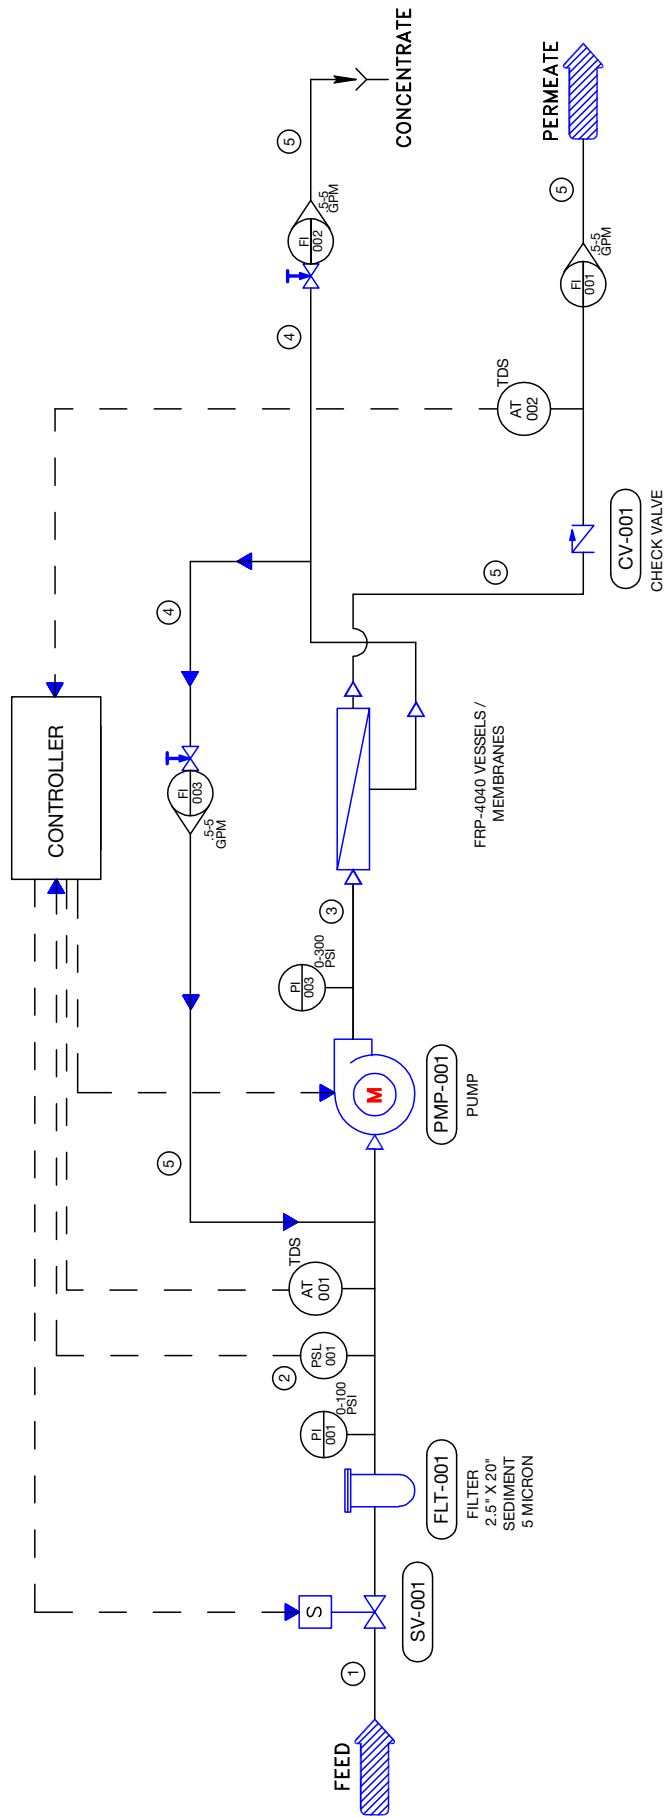 FEED
1
S
SV-001
FLT-001
FILTER
2.5" X 20"
SEDIMENT
5 MICRON
PI
001
0-100
PSI
2
PSL
001
AT
001
TDS
5
PMP-001
PUMP
M
PI
003
0-300
PSI
3
CONTROLLER
FI
003
.5-5
GPM
4
FRP-4040 VESSELS /
MEMBRANES
5
CV-001
CHECK VALVE
AT
002
TDS
4
FI
002
.5-5
GPM
5
CONCENTRATE
FI
001
.5-5
GPM
5
PERMEATE